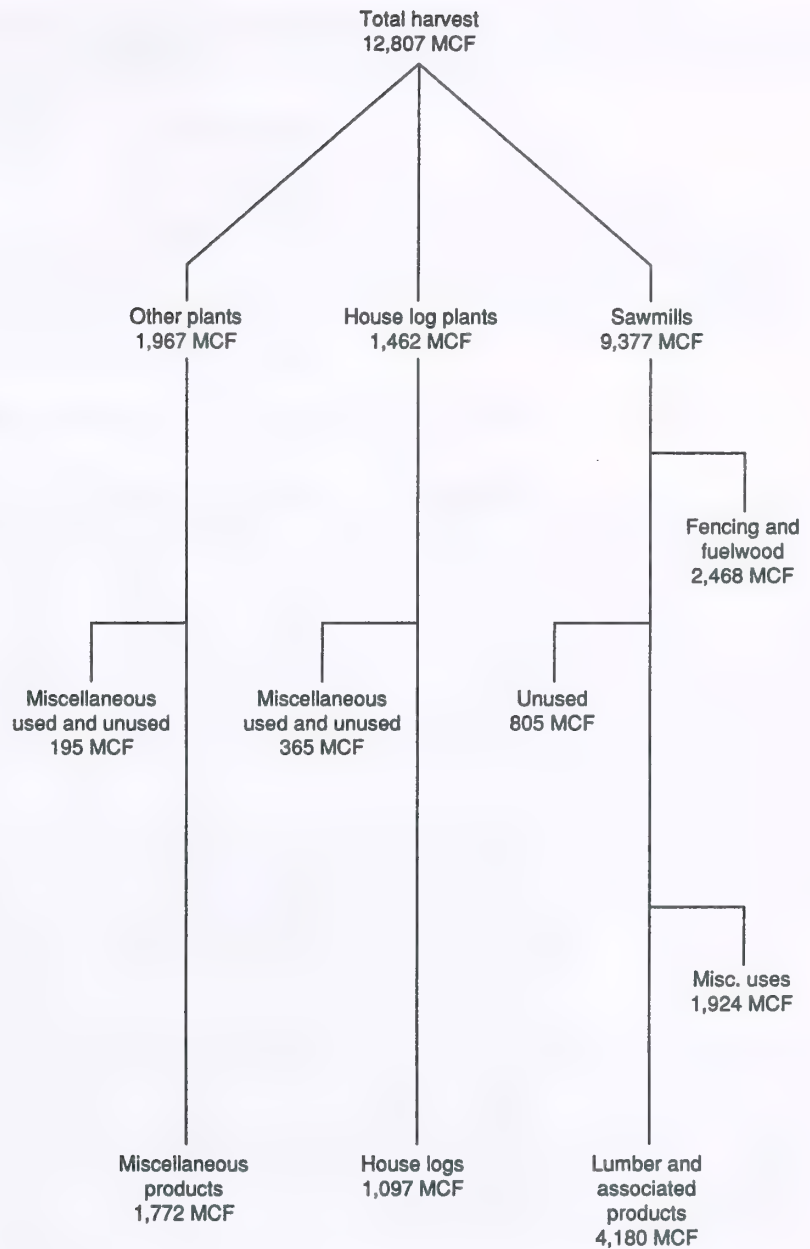 Total harvest
12,807 MCF
Other plants
1,967 MCF
House log plants
1,462 MCF
Sawmills
9,377 MCF
Fencing and
fuelwood
2,468 MCF
Miscellaneous
used and unused
195 MCF
Miscellaneous
used and unused
365 MCF
Unused
805 MCF
Misc. uses
1,924 MCF
Miscellaneous
products
1,772 MCF
House logs
1,097 MCF
Lumber and
associated
products
4,180 MCF